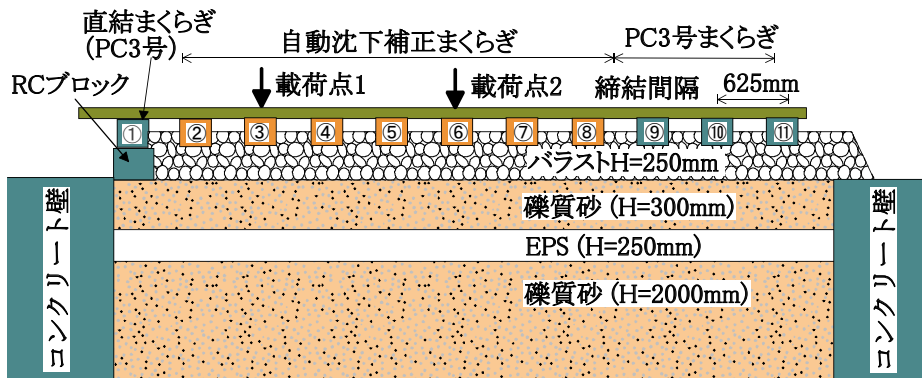 直結まくらぎ
(PC3号)
自動沈下補正まくらぎ
PC3号まくらぎ
RCブロック
載荷点1
載荷点2
締結間隔
625mm
① ② ③ ④ ⑤ ⑥ ⑦ ⑧ ⑨ ⑩ ⑪
バラストH=250mm
コンクリート壁
礫質砂 (H=300mm)
EPS (H=250mm)
礫質砂 (H=2000mm)
コンクリート壁